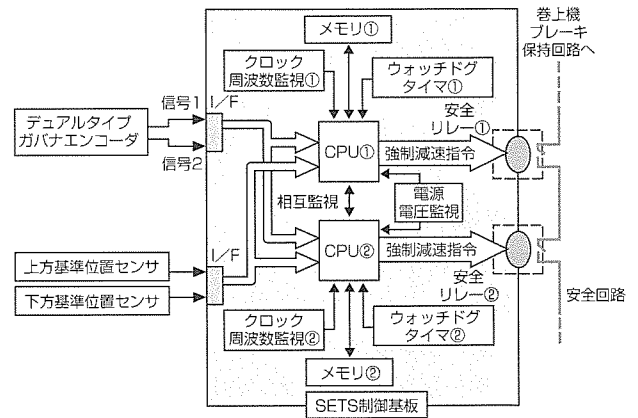 メモリ①
巻上機
ブレーキ
保持回路へ
クロック
周波数監視①
ウォッチドグ
タイマ①
信号1
I/F
デュアルタイプ
ガバナエンコーダ
信号2
安全
リレー①
CPU①
強制減速指令
相互監視
電源
電圧監視
I/F
CPU②
強制減速指令
上方基準位置センサ
下方基準位置センサ
安全
リレー②
安全回路
クロック
周波数監視②
ウォッチドグ
タイマ②
メモリ②
SETS制御基板